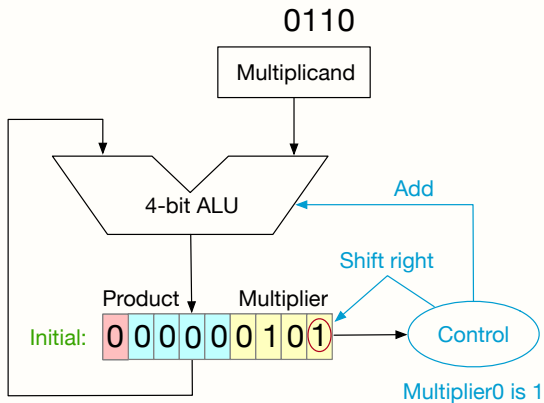 0110
Multiplicand
4-bit ALU
Add
Shift right
Product Multiplier
Initial: 0 0 0 0 0 0 1 0 1
Control
Multiplier0 is 1